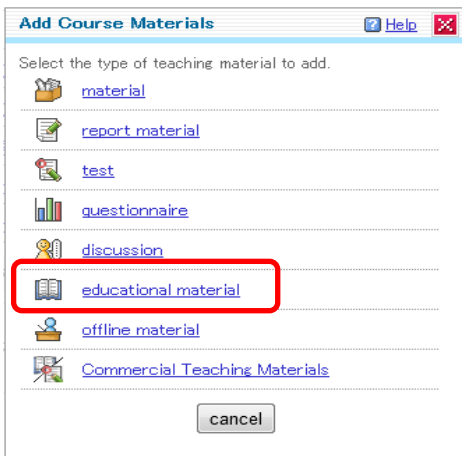 Add Course Materials Help
Select the type of teaching material to add.
material
report material
test
questionnaire
discussion
educational material
offline material
Commercial Teaching Materials
cancel